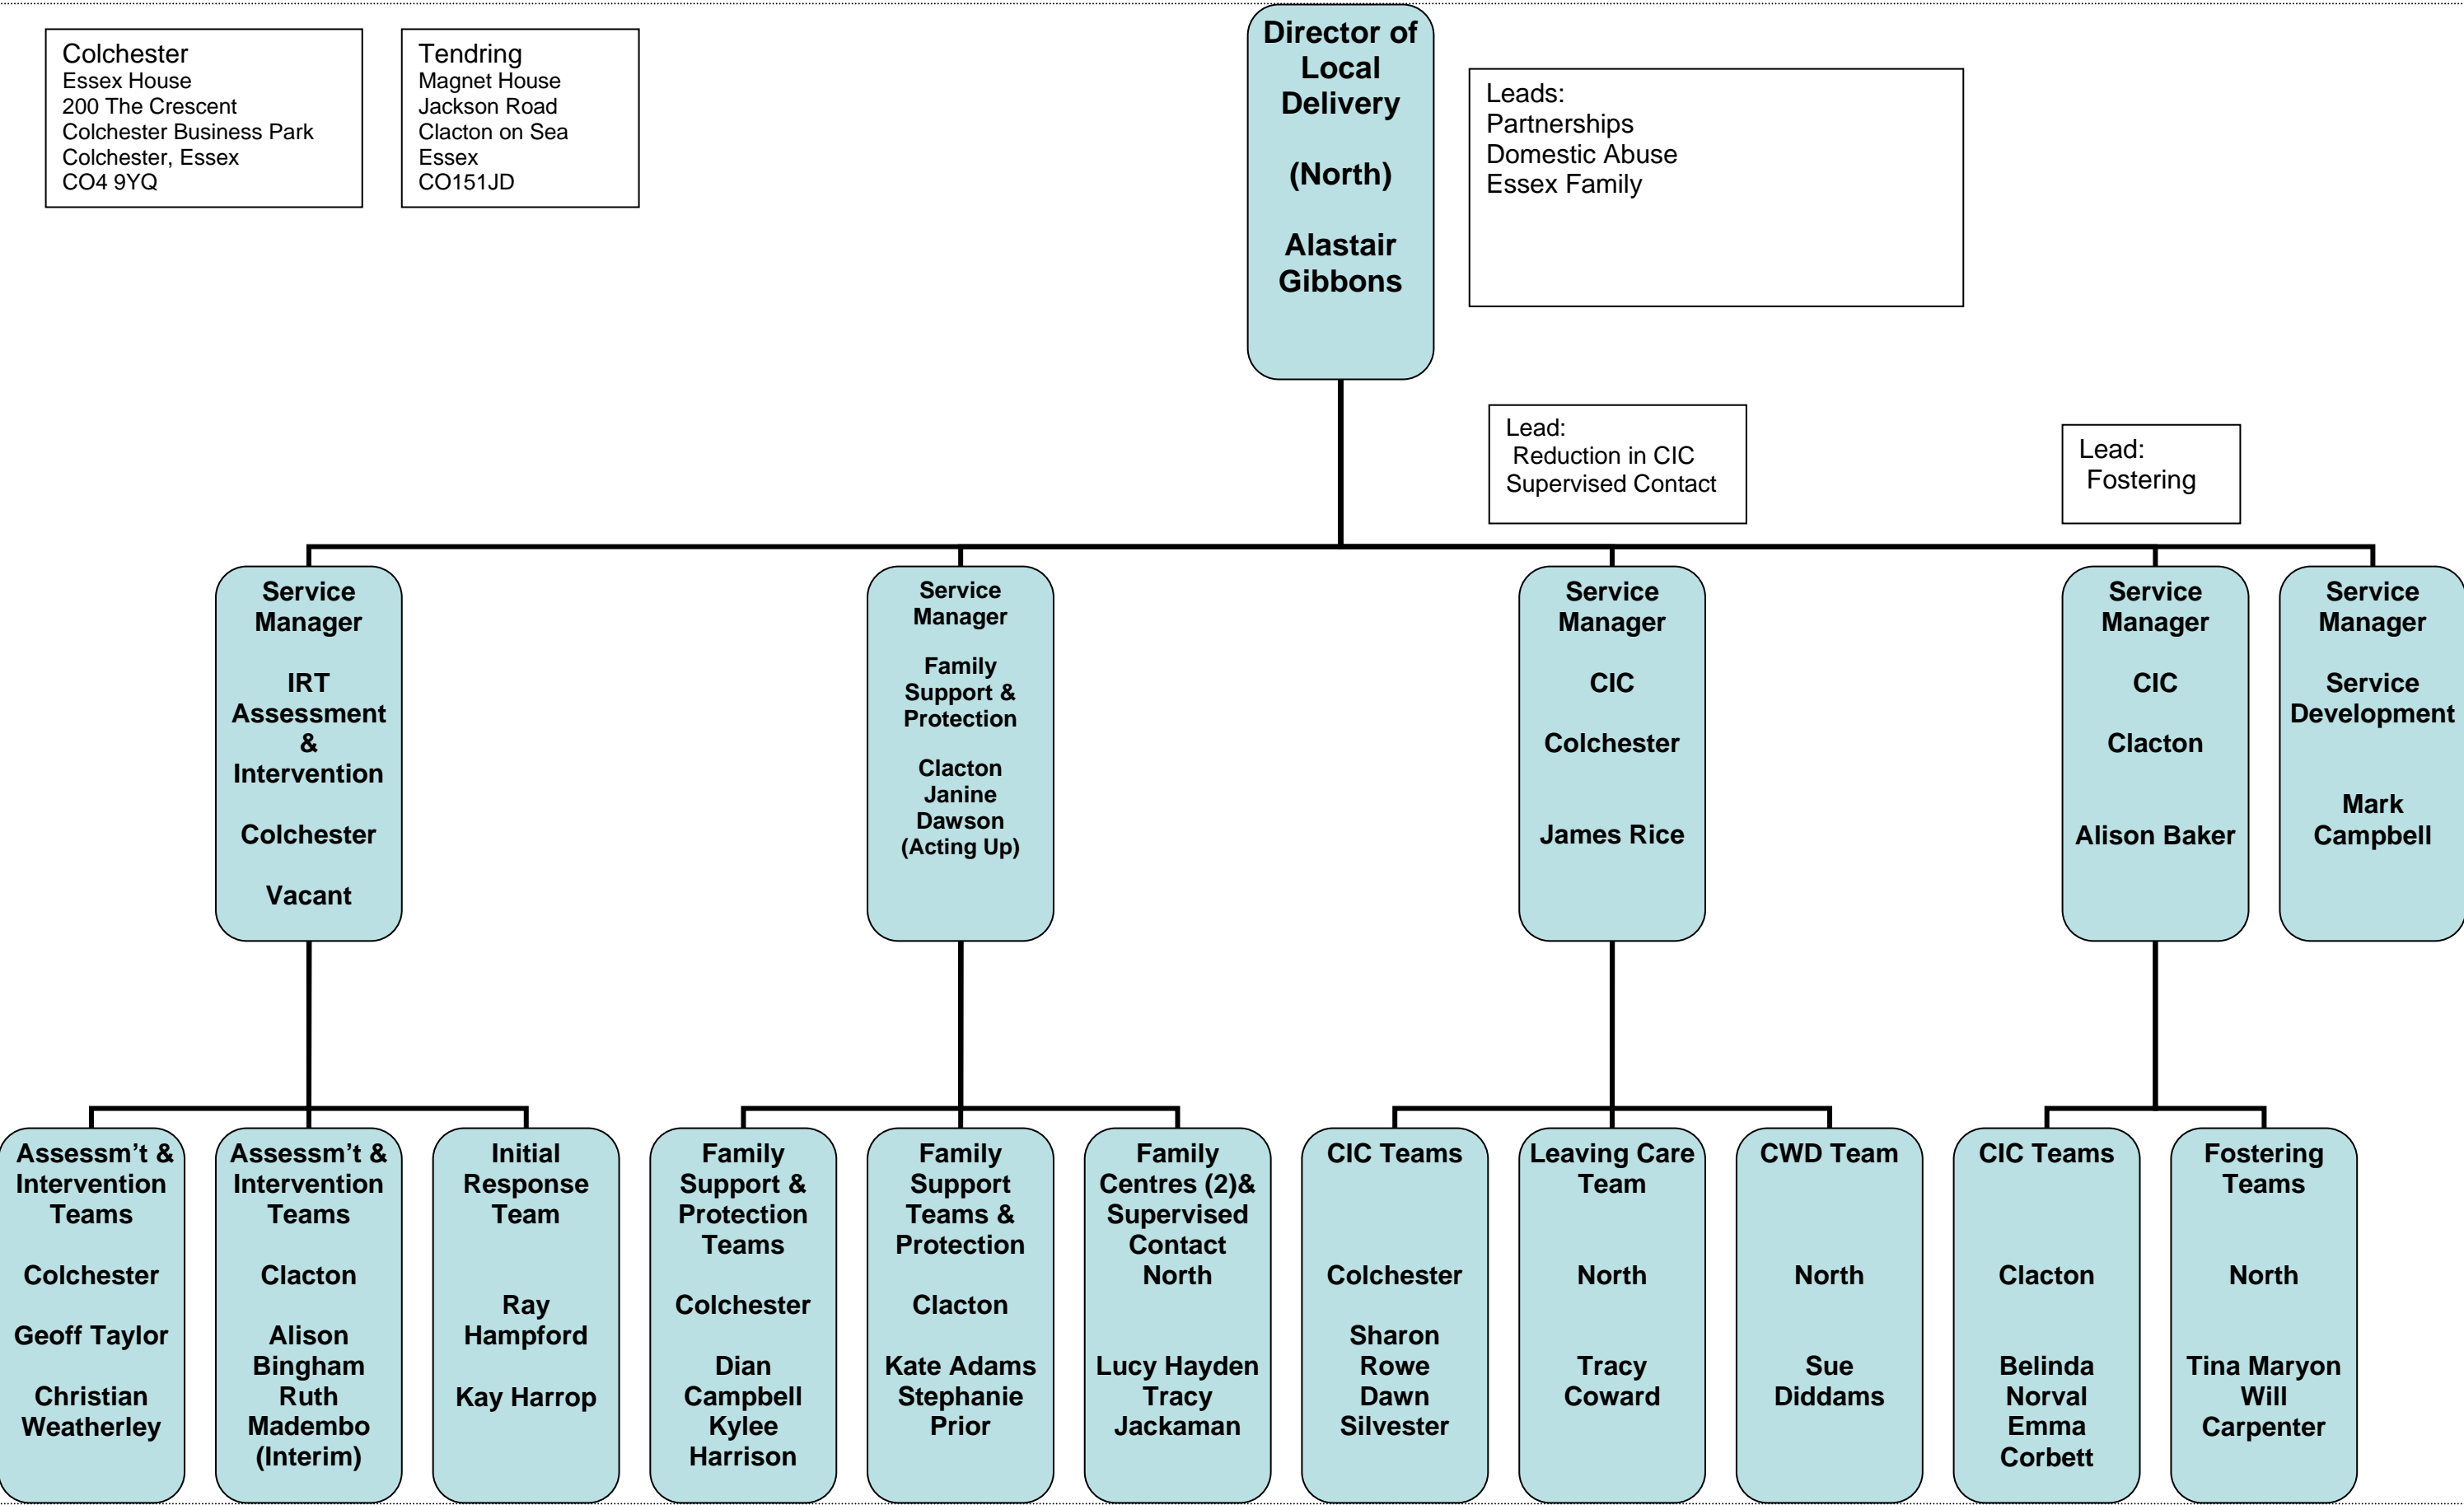 Colchester
Essex House
200 The Crescent
Colchester Business Park
Colchester, Essex
CO4 9YQ
Tendring
Magnet House
Jackson Road
Clacton on Sea
Essex
CO151JD
Director of
Local
Delivery
(North)
Alastair
Gibbons
Leads:
Partnerships
Domestic Abuse
Essex Family
Lead:
Reduction in CIC
Supervised Contact
Lead:
Fostering
Service
Manager
IRT
Assessment
&
Intervention
Colchester
Vacant
Service
Manager
Family
Support &
Protection
Clacton
Janine
Dawson
(Acting Up)
Service
Manager
CIC
Colchester
James Rice
Service
Manager
CIC
Clacton
Alison Baker
Service
Manager
Service
Development
Mark
Campbell
Assessm’t &
Intervention
Teams
Colchester
Geoff Taylor
Christian
Weatherley
Assessm’t &
Intervention
Teams
Clacton
Alison
Bingham
Ruth
Madembo
(Interim)
Initial
Response
Team
Ray
Hampford
Kay Harrop
Family
Support &
Protection
Teams
Colchester
Dian
Campbell
Kylee
Harrison
Family
Support
Teams &
Protection
Clacton
Kate Adams
Stephanie
Prior
Family
Centres (2)&
Supervised
Contact
North
Lucy Hayden
Tracy
Jackaman
CIC Teams
Colchester
Sharon
Rowe
Dawn
Silvester
Leaving Care
Team
North
Tracy
Coward
CWD Team
North
Sue
Diddams
CIC Teams
Clacton
Belinda
Norval
Emma
Corbett
Fostering
Teams
North
Tina Maryon
Will
Carpenter